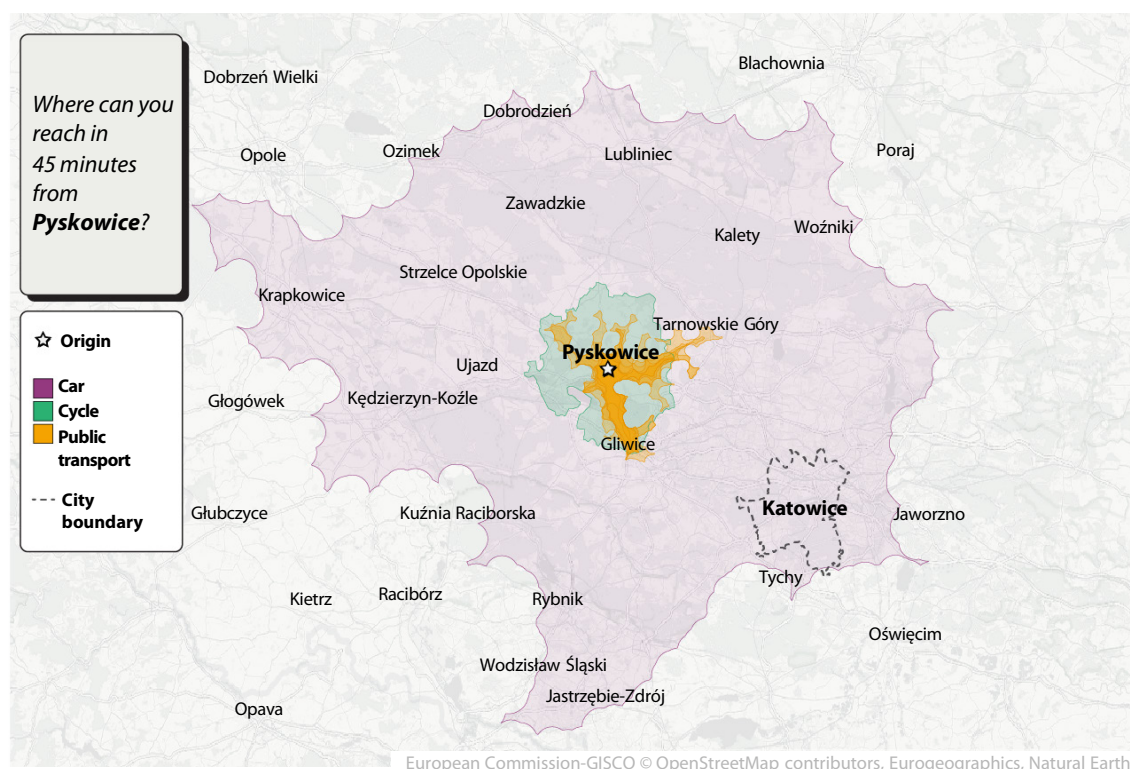 Where can you
reach in
45 minutes
from
Pyskowice?
Origin
Car
Cycle
Public
transport
City
boundary
Blachownia
Dobrzeń Wielki
Dobrodzień
Opole
Ozimek
Lubliniec
Poraj
Zawadzkie
Kalety
Woźniki
Strzelce Opolskie
Krapkowice
Tarnowskie Góry
Pyskowice
Ujazd
Głogówek
Kędzierzyn-Koźle
Gliwice
Głubczyce
Kuźnia Raciborska
Katowice
Jaworzno
Tychy
Kietrz
Racibórz
Rybnik
Oświęcim
Wodzisław Śląski
Jastrzębie-Zdrój
Opava
European Commission-GISCO © OpenStreetMap contributors, Eurogeographics, Natural Earth